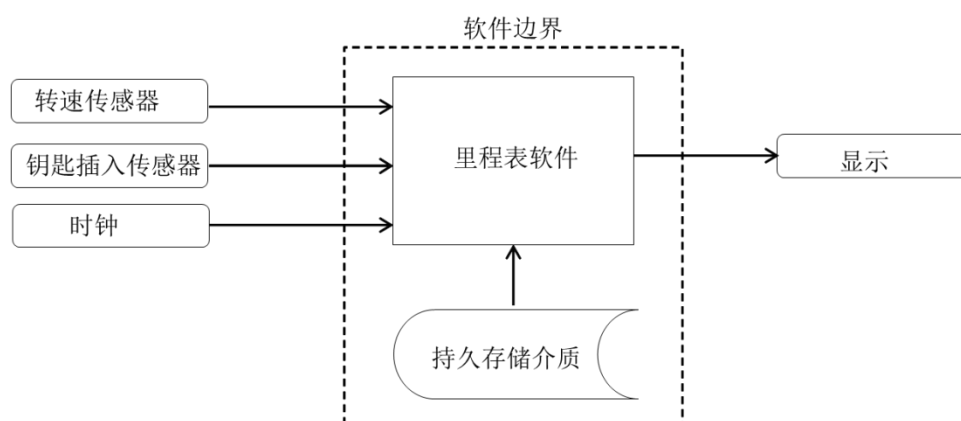 软件边界
转速传感器
钥匙插入传感器
时钟
里程表软件
显示
持久存储介质